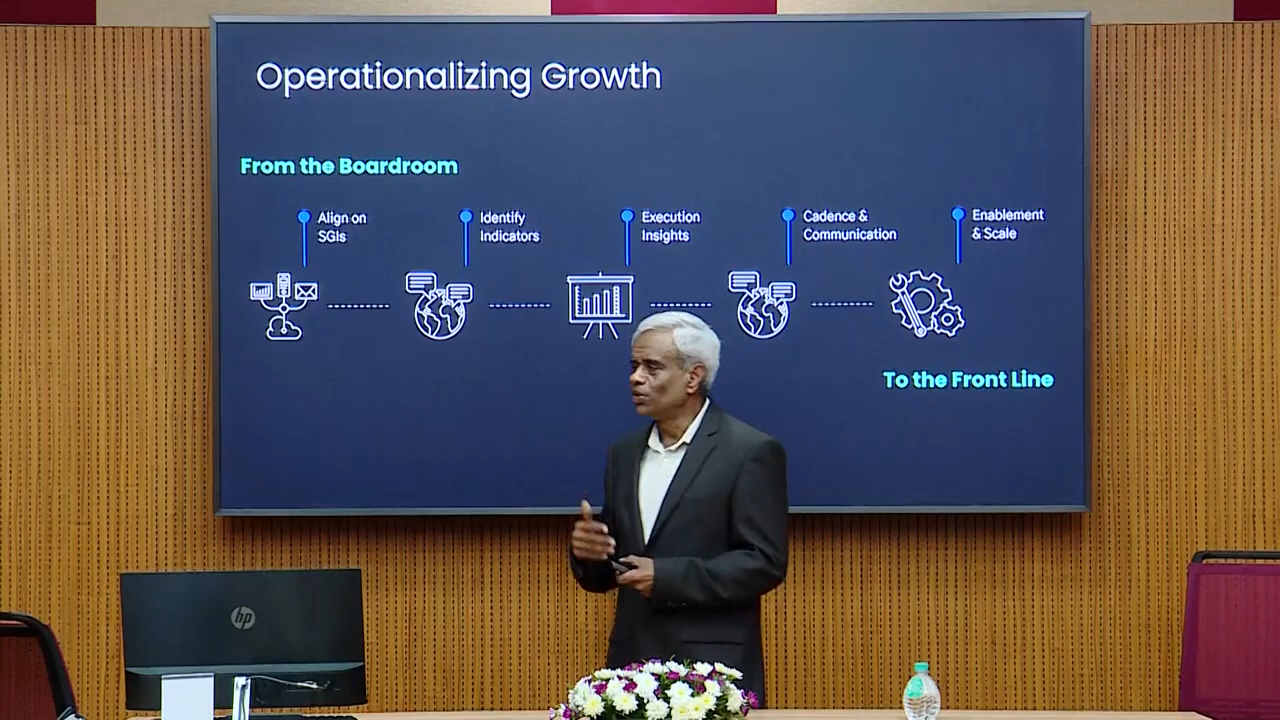 Operationalizing Growth
From the Boardroom
Align on
SGIs
Identify
Indicators
Execution
Insights
Cadence &
Communication
Enablement
& Scale
To the Front Line
hp